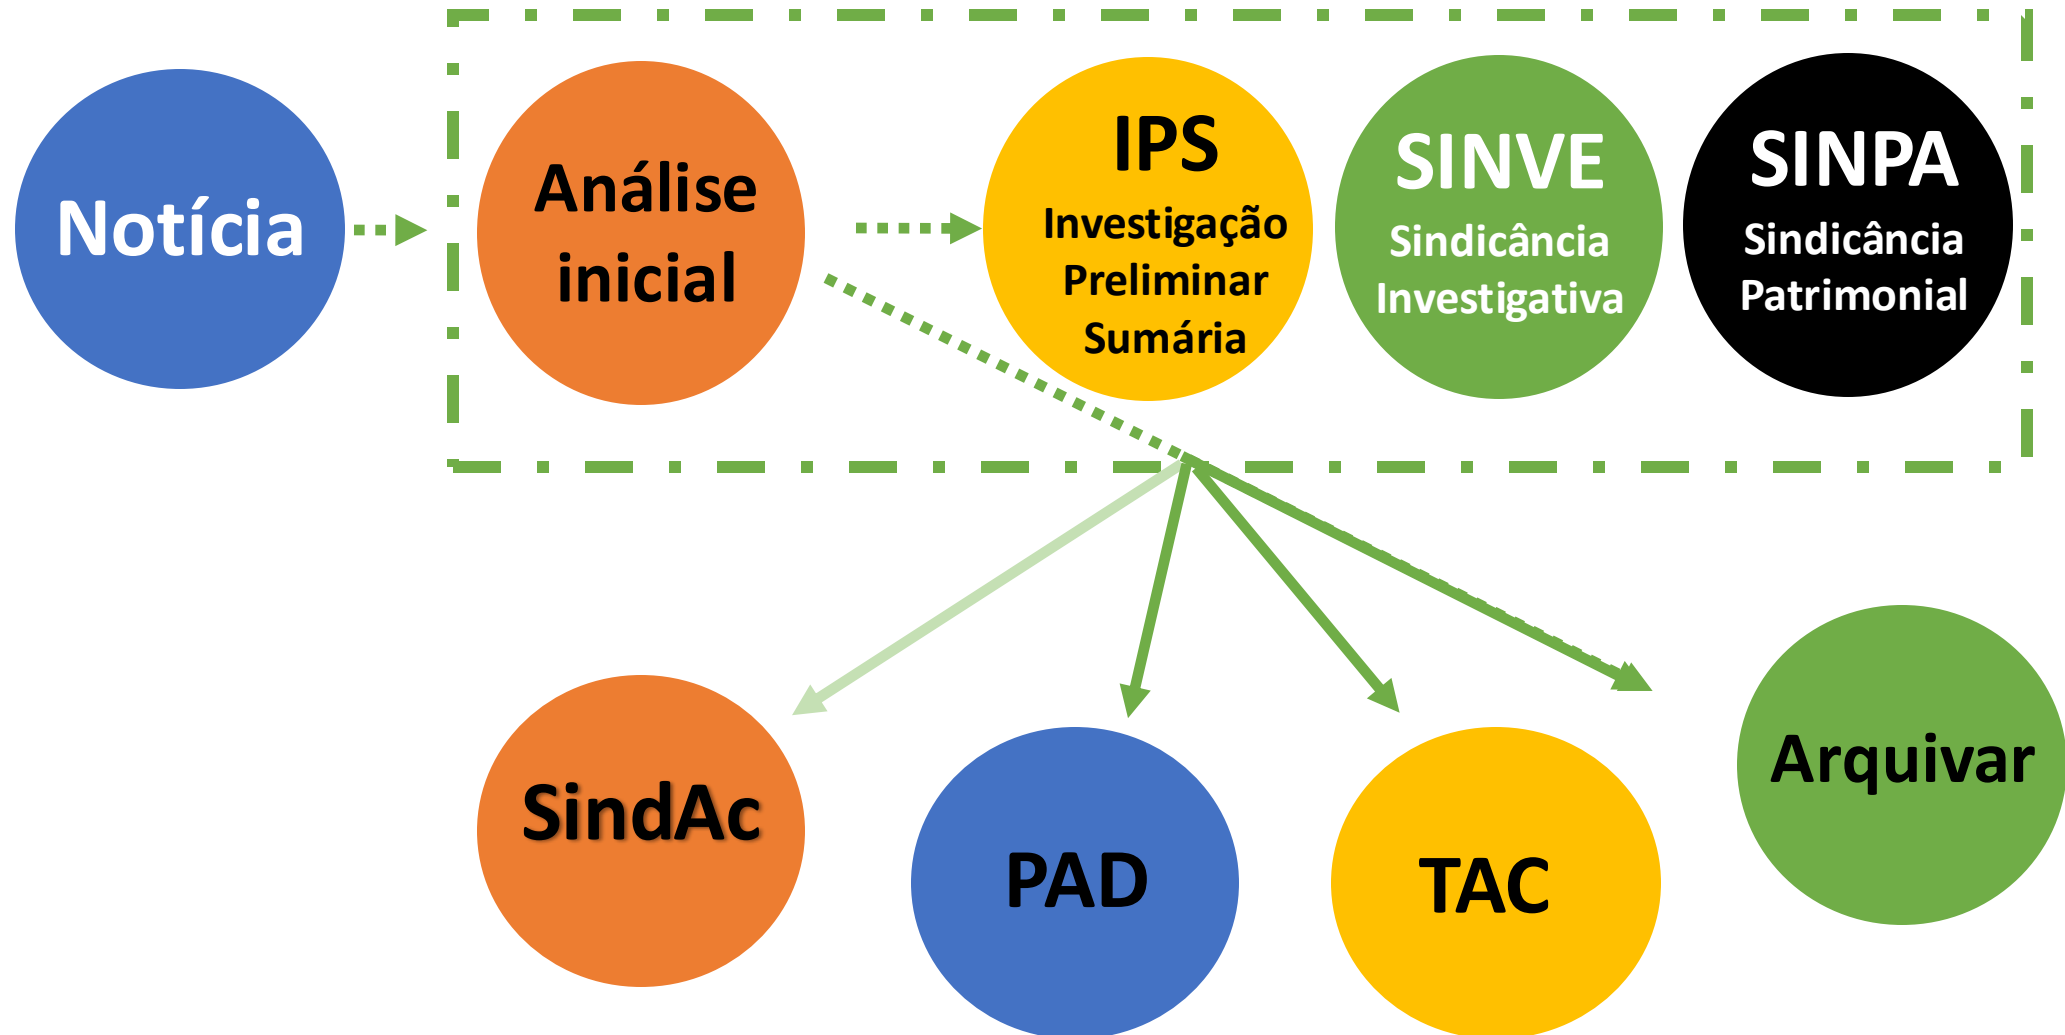 Notícia
Análise
inicial
IPS
Investigação
Preliminar
Sumária
SINVE
Sindicância
Investigativa
SINPA
Sindicância
Patrimonial
SindAc
PAD
TAC
Arquivar